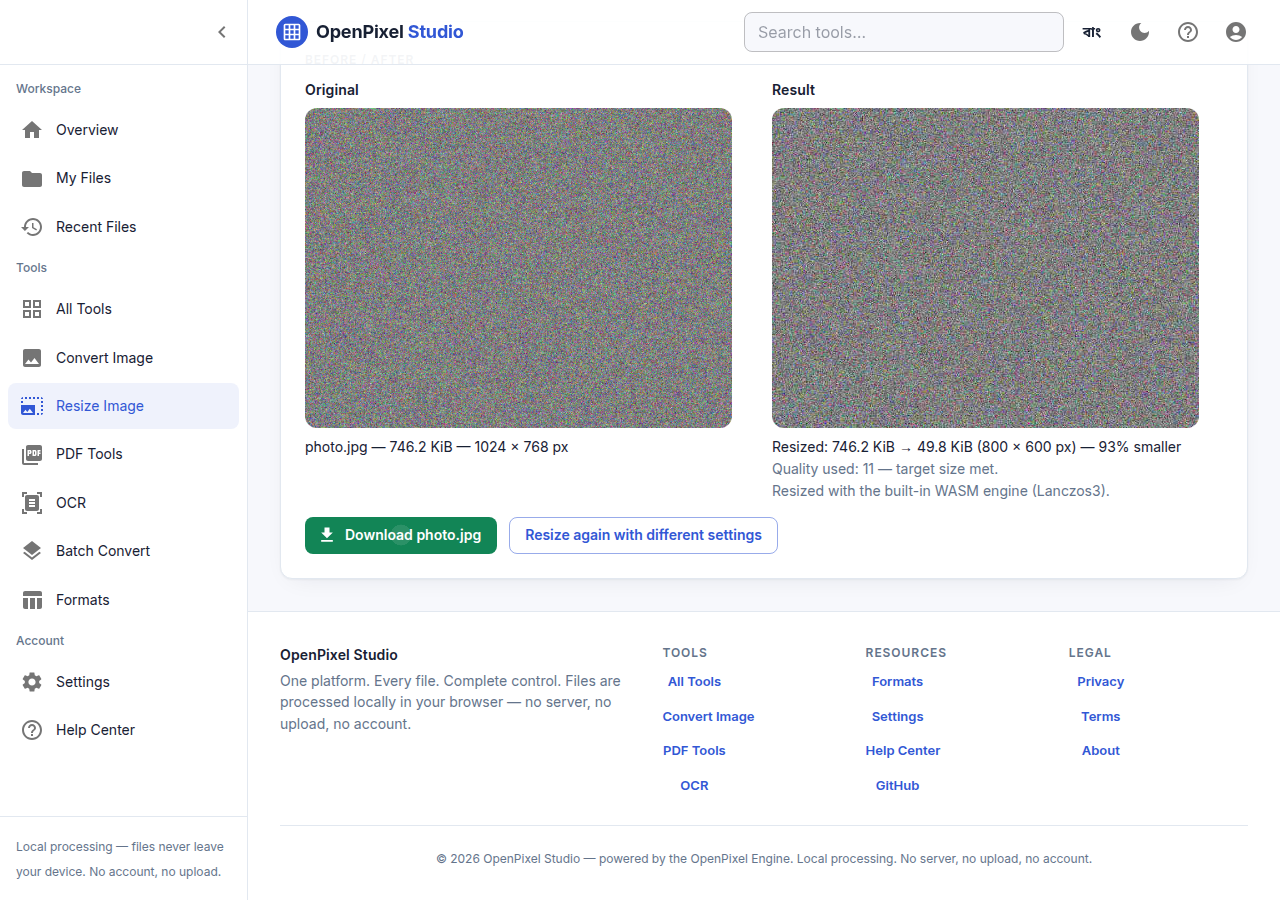 OpenPixel Studio
Search tools...
বাং
Workspace
Overview
My Files
Recent Files
Tools
All Tools
Convert Image
Resize Image
PDF Tools
OCR
Batch Convert
Formats
Account
Settings
Help Center
Local processing — files never leave
your device. No account, no upload.
BEFORE / AFTER
Original
Result
photo.jpg — 746.2 KiB — 1024 × 768 px
Resized: 746.2 KiB → 49.8 KiB (800 × 600 px) — 93% smaller
Quality used: 11 — target size met.
Resized with the built-in WASM engine (Lanczos3).
Download photo.jpg
Resize again with different settings
OpenPixel Studio
One platform. Every file. Complete control. Files are
processed locally in your browser — no server, no
upload, no account.
TOOLS
All Tools
Convert Image
PDF Tools
OCR
RESOURCES
Formats
Settings
Help Center
GitHub
LEGAL
Privacy
Terms
About
© 2026 OpenPixel Studio — powered by the OpenPixel Engine. Local processing. No server, no upload, no account.